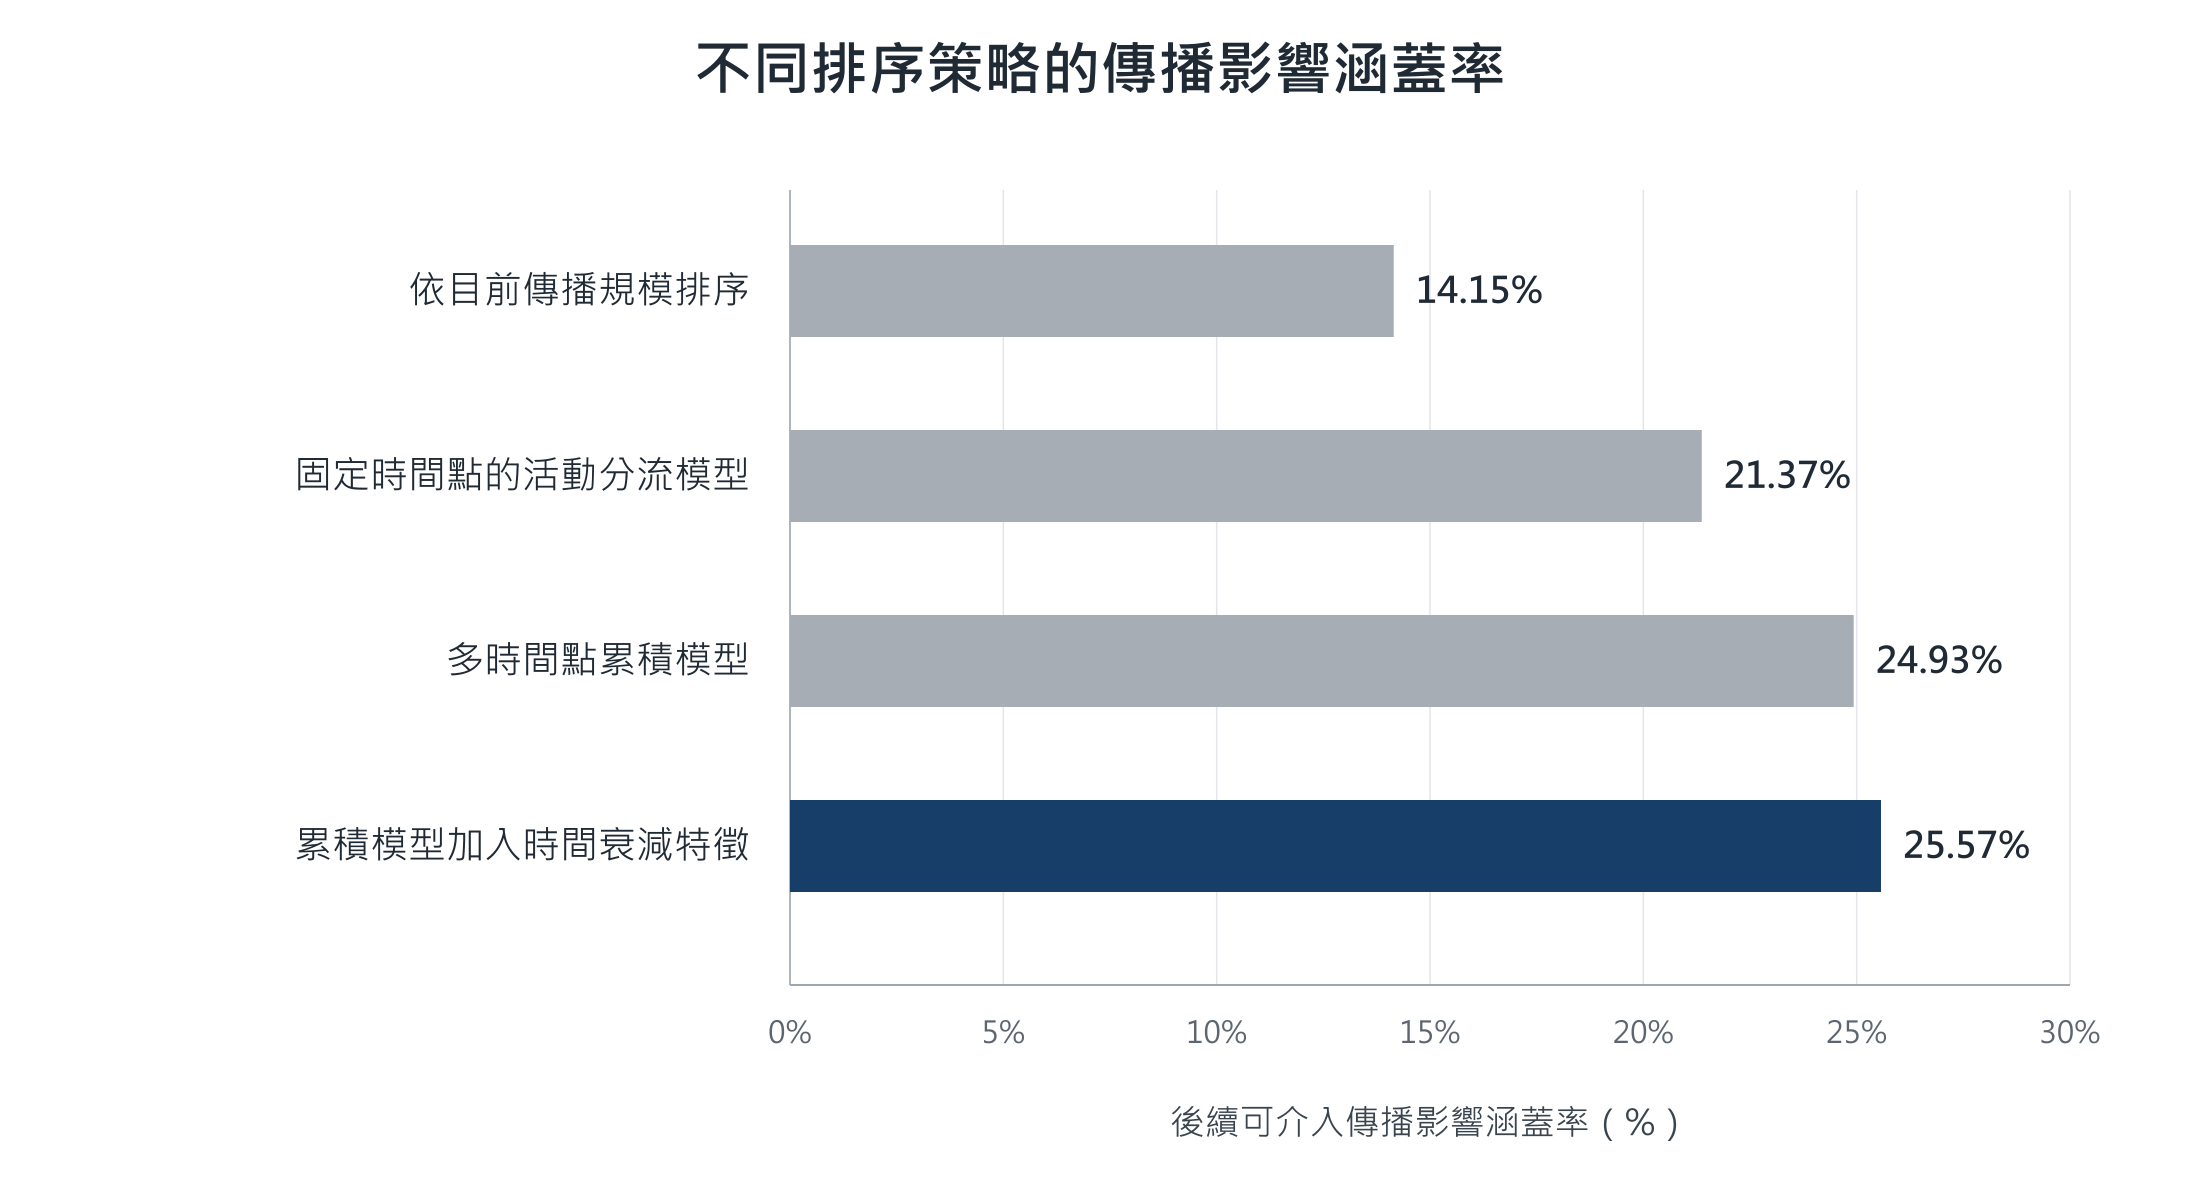 不同排序策略的傳播影響涵蓋率
依目前傳播規模排序
14.15%
固定時間點的活動分流模型
21.37%
多時間點累積模型
24.93%
累積模型加入時間衰減特徵
25.57%
0% 5% 10% 15% 20% 25% 30%
後續可介入傳播影響涵蓋率 ( % )